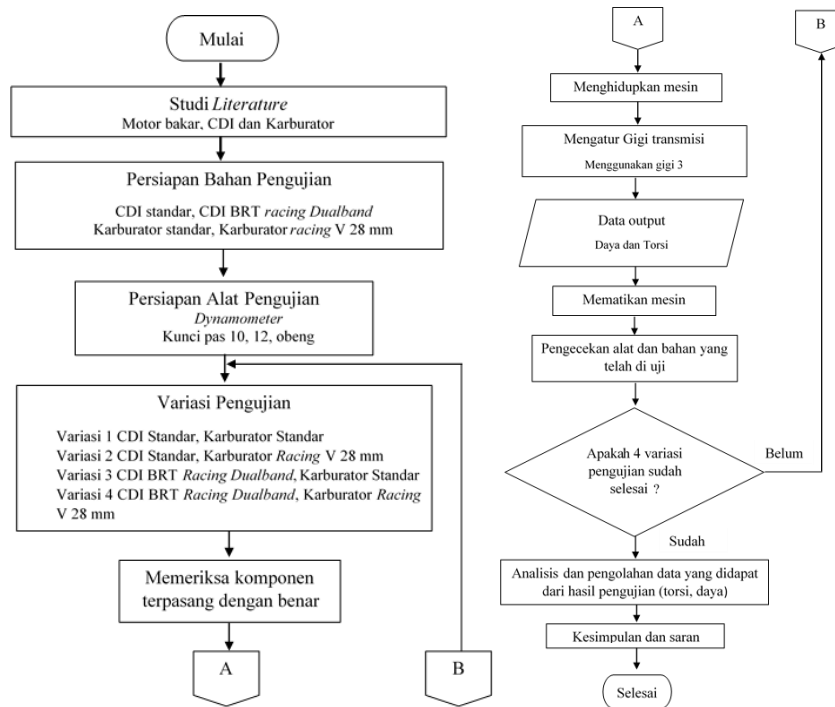 Mulai
Studi Literature
Motor bakar, CDI dan Karburator
Persiapan Bahan Pengujian
CDI standar, CDI BRT racing Dualband
Karburator standar, Karburator racing V 28 mm
Persiapan Alat Pengujian
Dynamometer
Kunci pas 10, 12, obeng
Variasi Pengujian
Variasi 1 CDI Standar, Karburator Standar
Variasi 2 CDI Standar, Karburator Racing V 28 mm
Variasi 3 CDI BRT Racing Dualband, Karburator Standar
Variasi 4 CDI BRT Racing Dualband, Karburator Racing
V 28 mm
Memeriksa komponen
terpasang dengan benar
A
B
A
B
Menghidupkan mesin
Mengatur Gigi transmisi
Menggunakan gigi 3
Data output
Daya dan Torsi
Mematikan mesin
Pengecekan alat dan bahan yang
telah di uji
Apakah 4 variasi
pengujian sudah
selesai ?
Belum
Sudah
Analisis dan pengolahan data yang didapat
dari hasil pengujian (torsi, daya)
Kesimpulan dan saran
Selesai